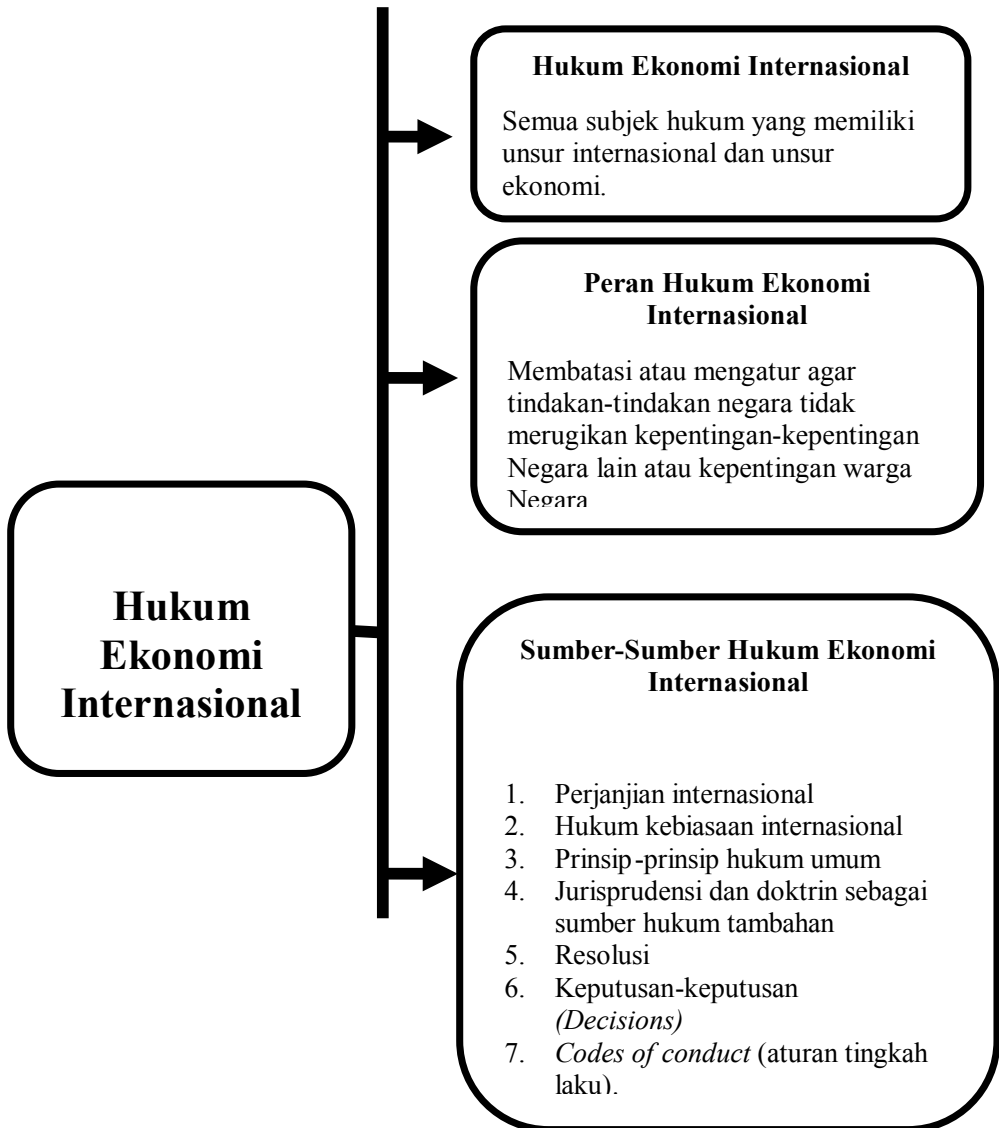 Hukum Ekonomi Internasional
Semua subjek hukum yang memiliki
unsur internasional dan unsur
ekonomi.
Peran Hukum Ekonomi
Internasional
Membatasi atau mengatur agar
tindakan-tindakan negara tidak
merugikan kepentingan-kepentingan
Negara lain atau kepentingan warga
Negara
Hukum
Ekonomi
Internasional
Sumber-Sumber Hukum Ekonomi
Internasional
1. Perjanjian internasional
2. Hukum kebiasaan internasional
3. Prinsip-prinsip hukum umum
4. Jurisprudensi dan doktrin sebagai
sumber hukum tambahan
5. Resolusi
6. Keputusan-keputusan
(Decisions)
7. Codes of conduct (aturan tingkah
laku).